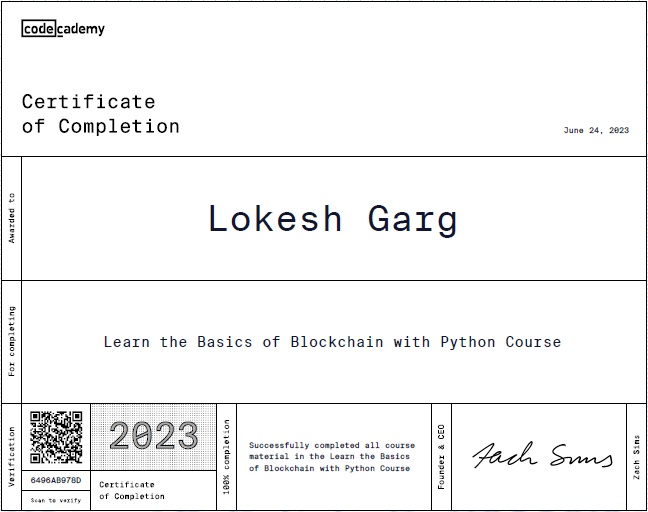 codecademy
Certificate
of Completion
June 24, 2023
Awarded to
Lokesh Garg
For completing
Learn the Basics of Blockchain with Python Course
Verification
6496AB978D
Scan to verify
2023
Certificate
of Completion
100% completion
Successfully completed all course
material in the Learn the Basics
of Blockchain with Python Course
Founder & CEO
Zach Sims
Zach Sims